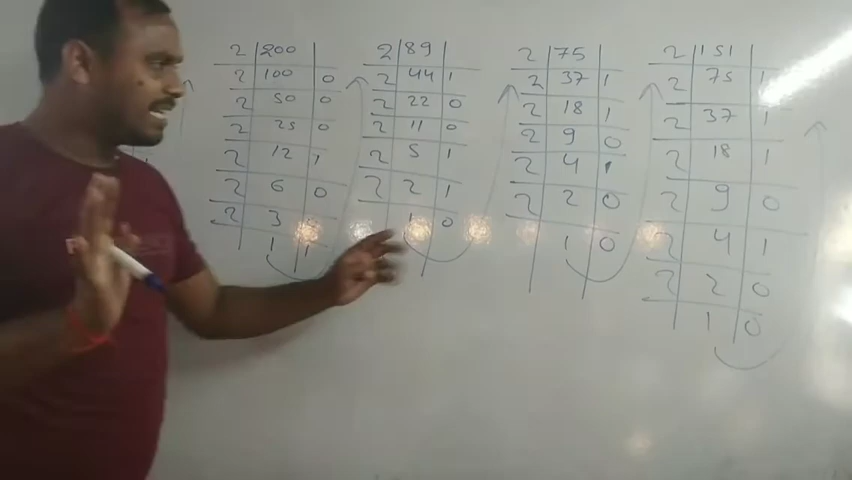 2 200
2 100 0
2 50 0
2 25 0
2 12 1
2 6 0
2 3
1 1
2 89
2 44 1
2 22 0
2 11 0
2 5 1
2 2 1
1 0
2 75
2 37 1
2 18 1
2 9 0
2 4 1
2 2 0
1 0
2 151
2 75 1
2 37 1
2 18 1
2 9 0
2 4 1
2 2 0
1 0